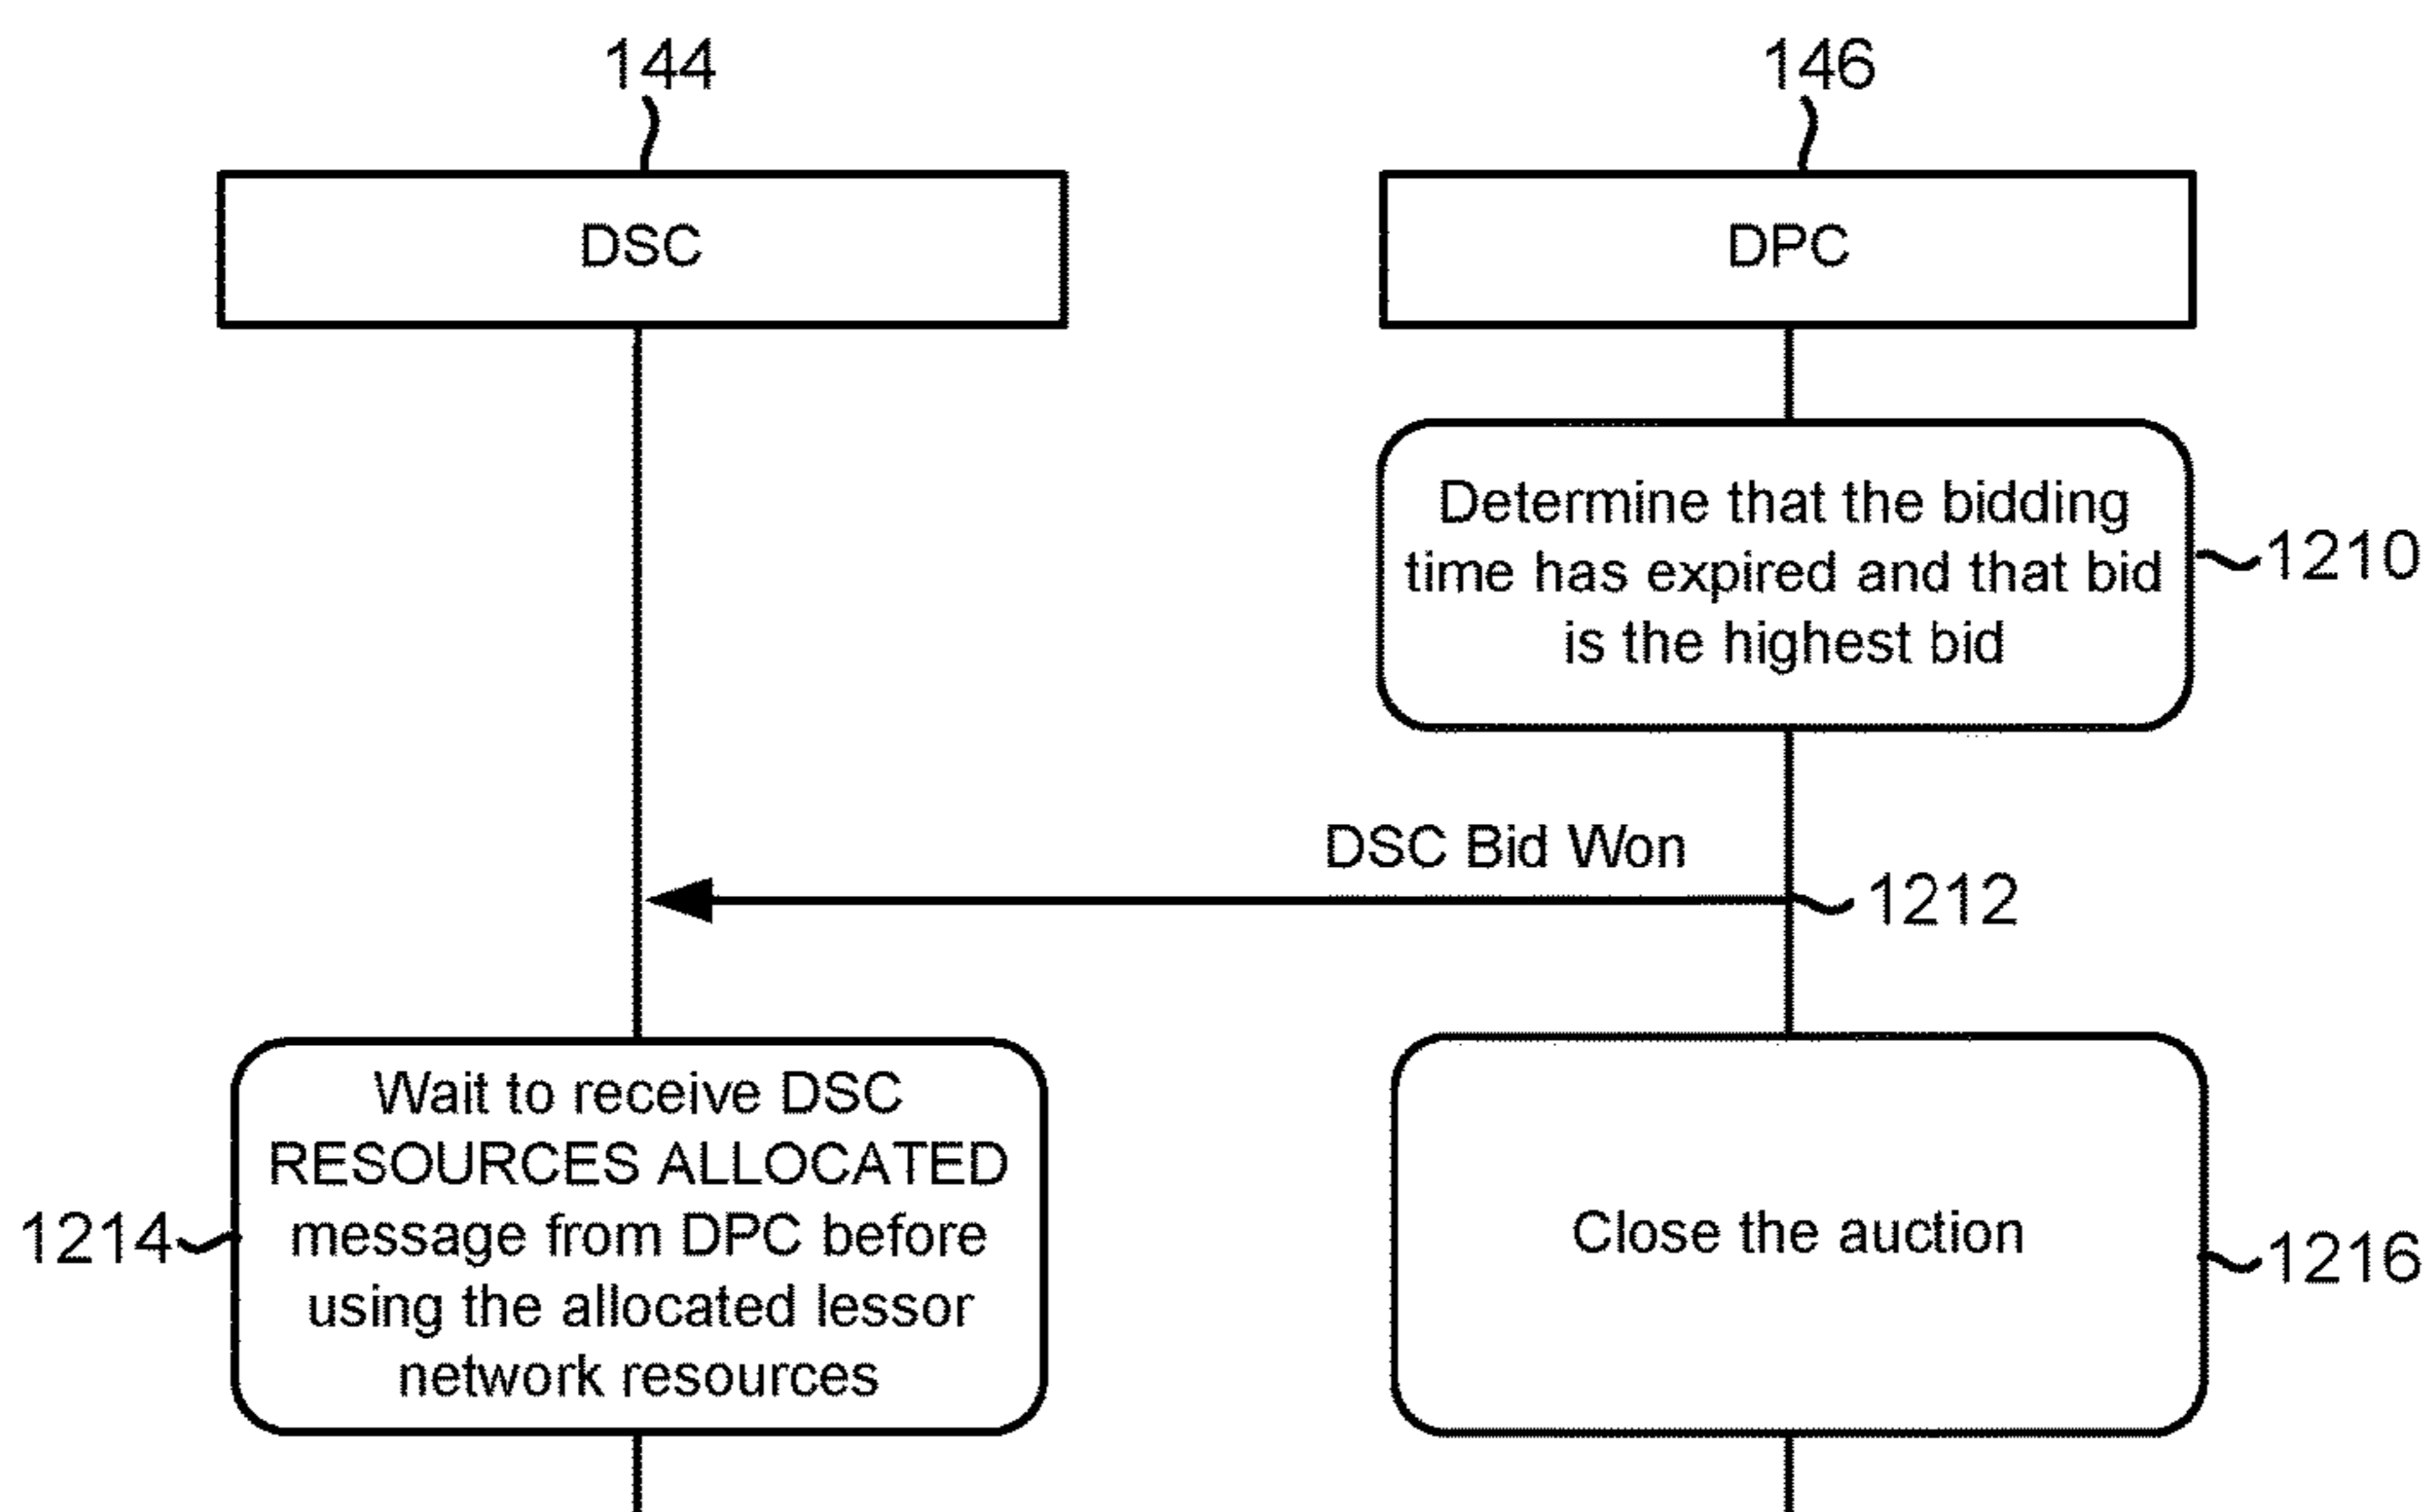 144
146
DSC
DPC
Determine that the bidding
time has expired and that bid
is the highest bid
1210
DSC Bid Won
1212
Wait to receive DSC
RESOURCES ALLOCATED
message from DPC before
using the allocated lessor
network resources
1214
Close the auction
1216